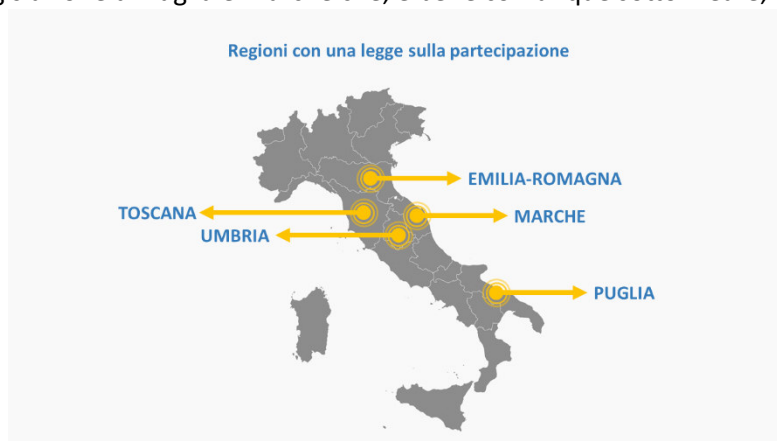 Regioni con una legge sulla partecipazione
EMILIA-ROMAGNA
TOSCANA
MARCHE
UMBRIA
PUGLIA